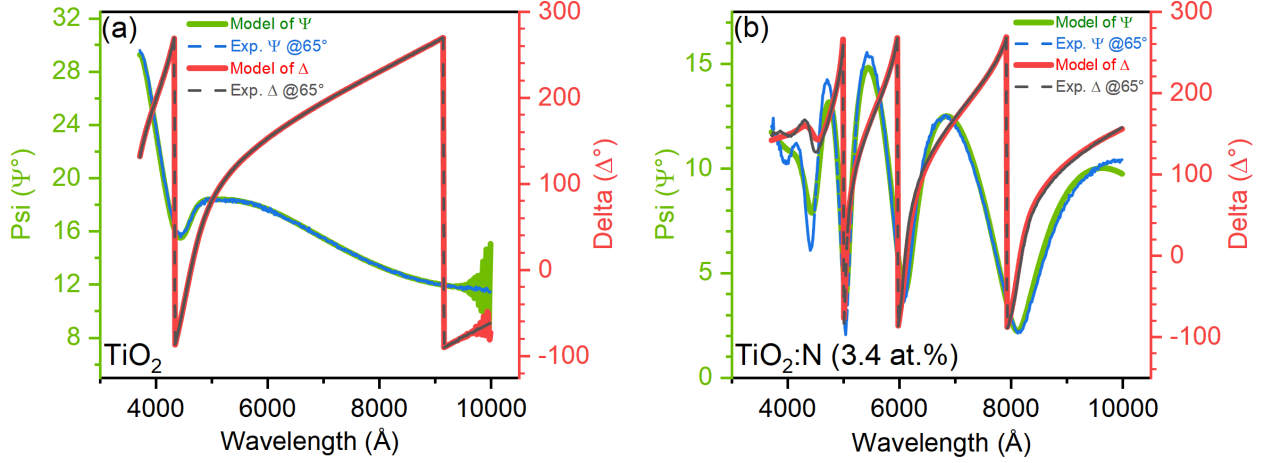 (a)
Model of Ψ
Exp. Ψ @65°
Model of Δ
Exp. Δ @65°
32
28
24
20
16
12
8
Psi (Ψ°)
300
200
100
0
-100
Delta (Δ°)
TiO₂
4000 6000 8000 10000
Wavelength (Å)
(b)
Model of Ψ
Exp. Ψ @65°
Model of Δ
Exp. Δ @65°
15
10
5
0
Psi (Ψ°)
300
200
100
0
-100
Delta (Δ°)
TiO₂:N (3.4 at.%)
4000 6000 8000 10000
Wavelength (Å)